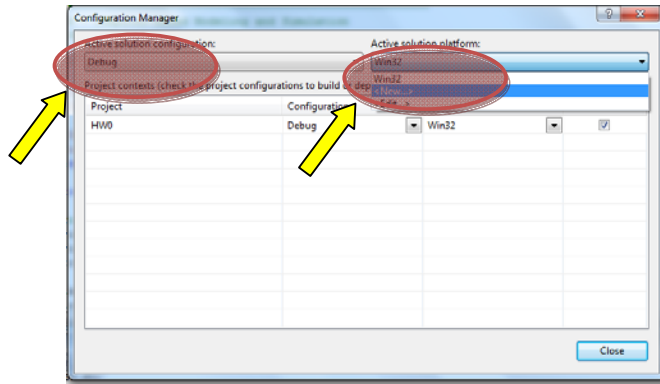 Configuration Manager
Active solution configuration:
Active solution platform:
Debug
Win32
Win32
<New...>
<Edit...>
Project contexts (check the project configurations to build or dep
Project
Configuration
HW0
Debug
Win32
Close